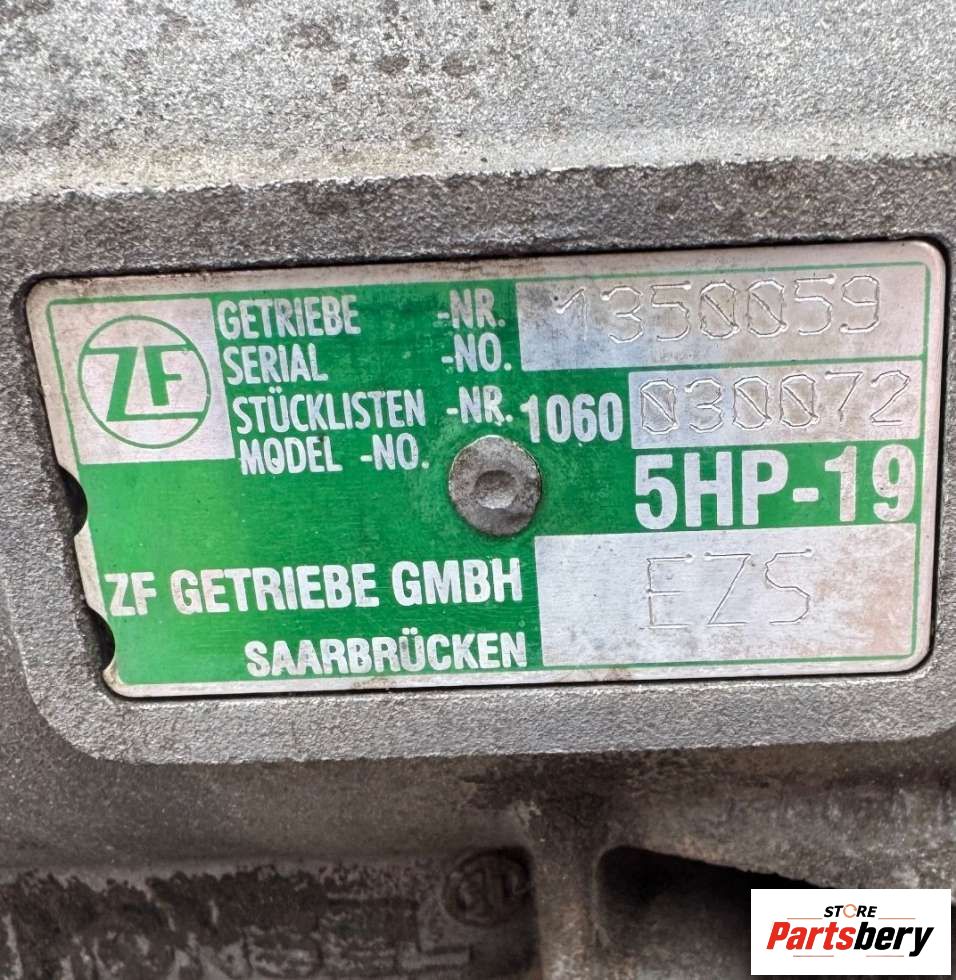 ZF
GETRIEBE -NR. 1350059
SERIAL -NO.
STÜCKLISTEN -NR. 1060 030072
MODEL -NO.
5HP-19
ZF GETRIEBE GMBH EZS
SAARBRÜCKEN
STORE
Partsbery